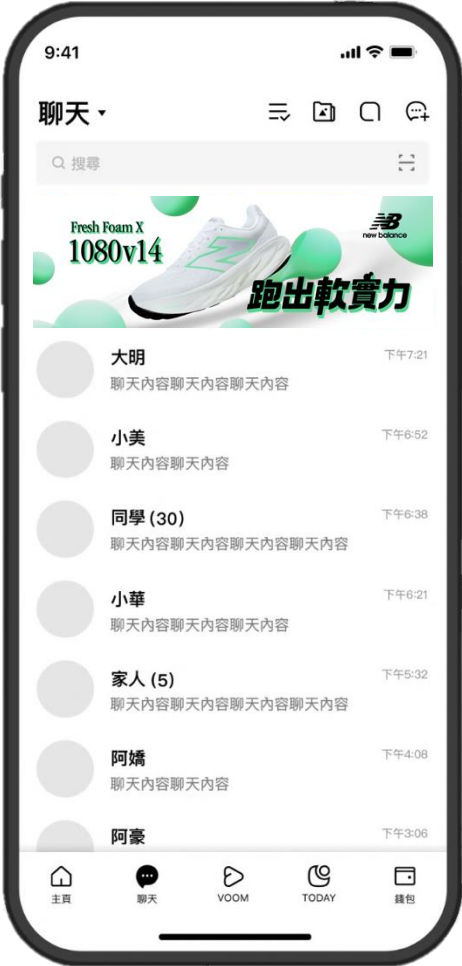 9:41
聊天
搜尋
Fresh Foam X
1080v14
NB
new balance
跑出軟實力
大明
下午7:21
聊天內容聊天內容聊天內容
小美
下午6:52
聊天內容聊天內容
同學 (30)
下午6:38
聊天內容聊天內容聊天內容聊天內容
小華
下午6:21
聊天內容聊天內容聊天內容
家人 (5)
下午5:32
聊天內容聊天內容聊天內容聊天內容
阿嬌
下午4:08
聊天內容聊天內容
阿豪
下午3:06
主頁
聊天
VOOM
TODAY
錢包